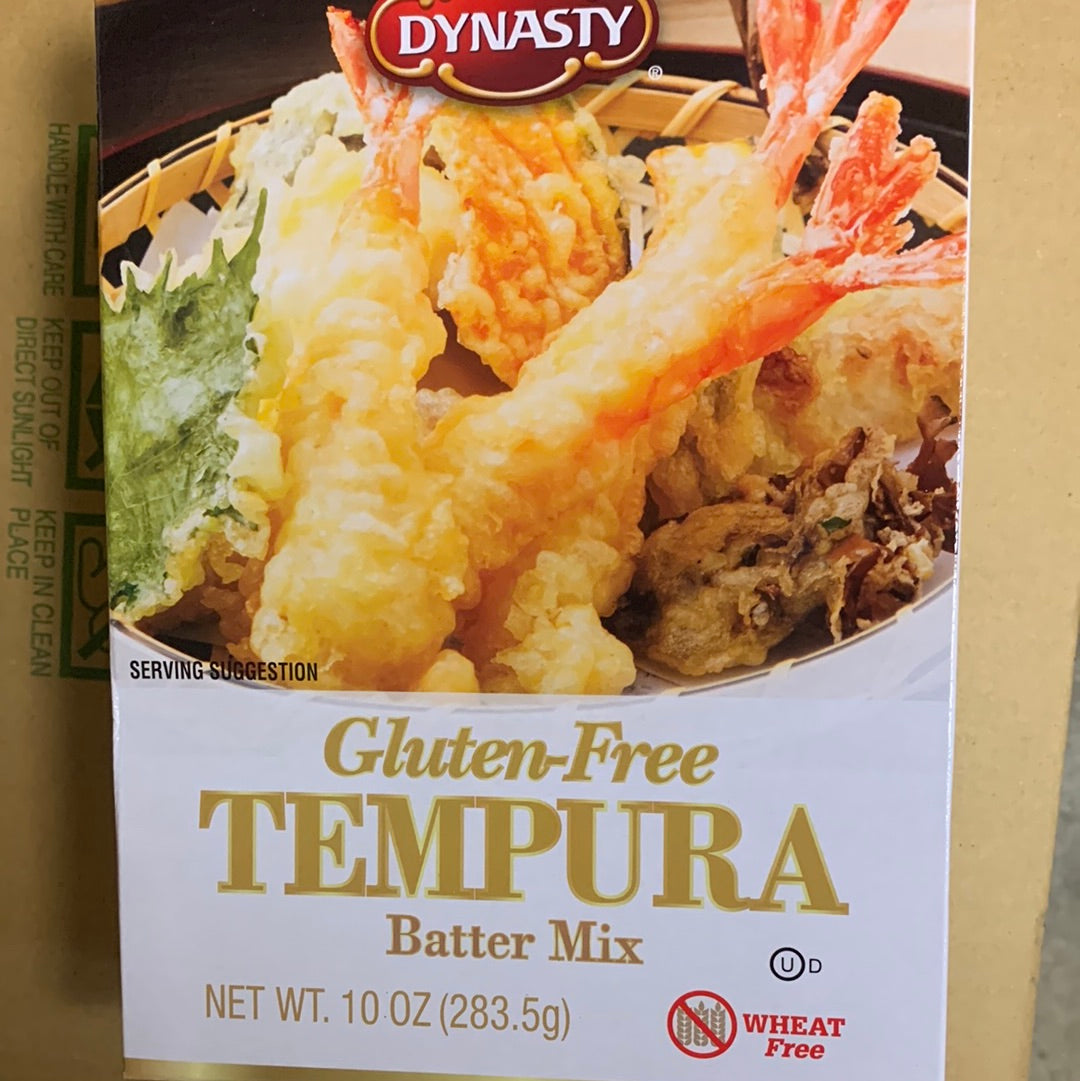 DYNASTY
®
HANDLE WITH CARE
KEEP OUT OF
DIRECT SUNLIGHT
KEEP IN CLEAN
PLACE
SERVING SUGGESTION
Gluten-Free
TEMPURA
Batter Mix
U D
NET WT. 10 OZ (283.5g)
WHEAT
Free